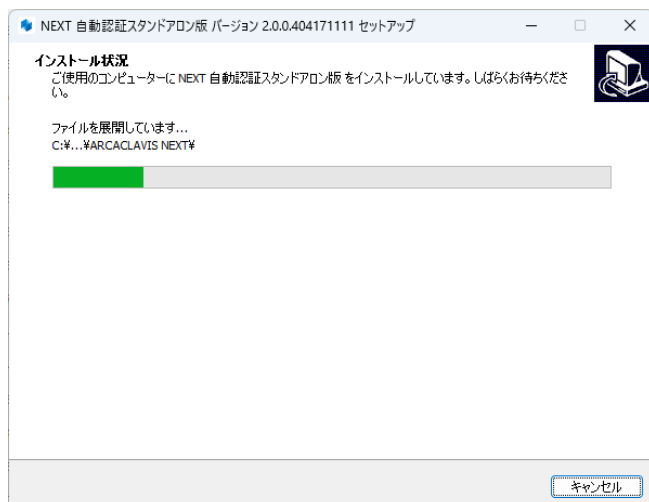 NEXT 自動認証スタンドアロン版 バージョン 2.0.0.404171111 セットアップ
インストール状況
ご使用のコンピューターに NEXT 自動認証スタンドアロン版 をインストールしています。しばらくお待ちくださ
い。
ファイルを展開しています...
C:¥...¥ARCACLAVIS NEXT¥
キャンセル